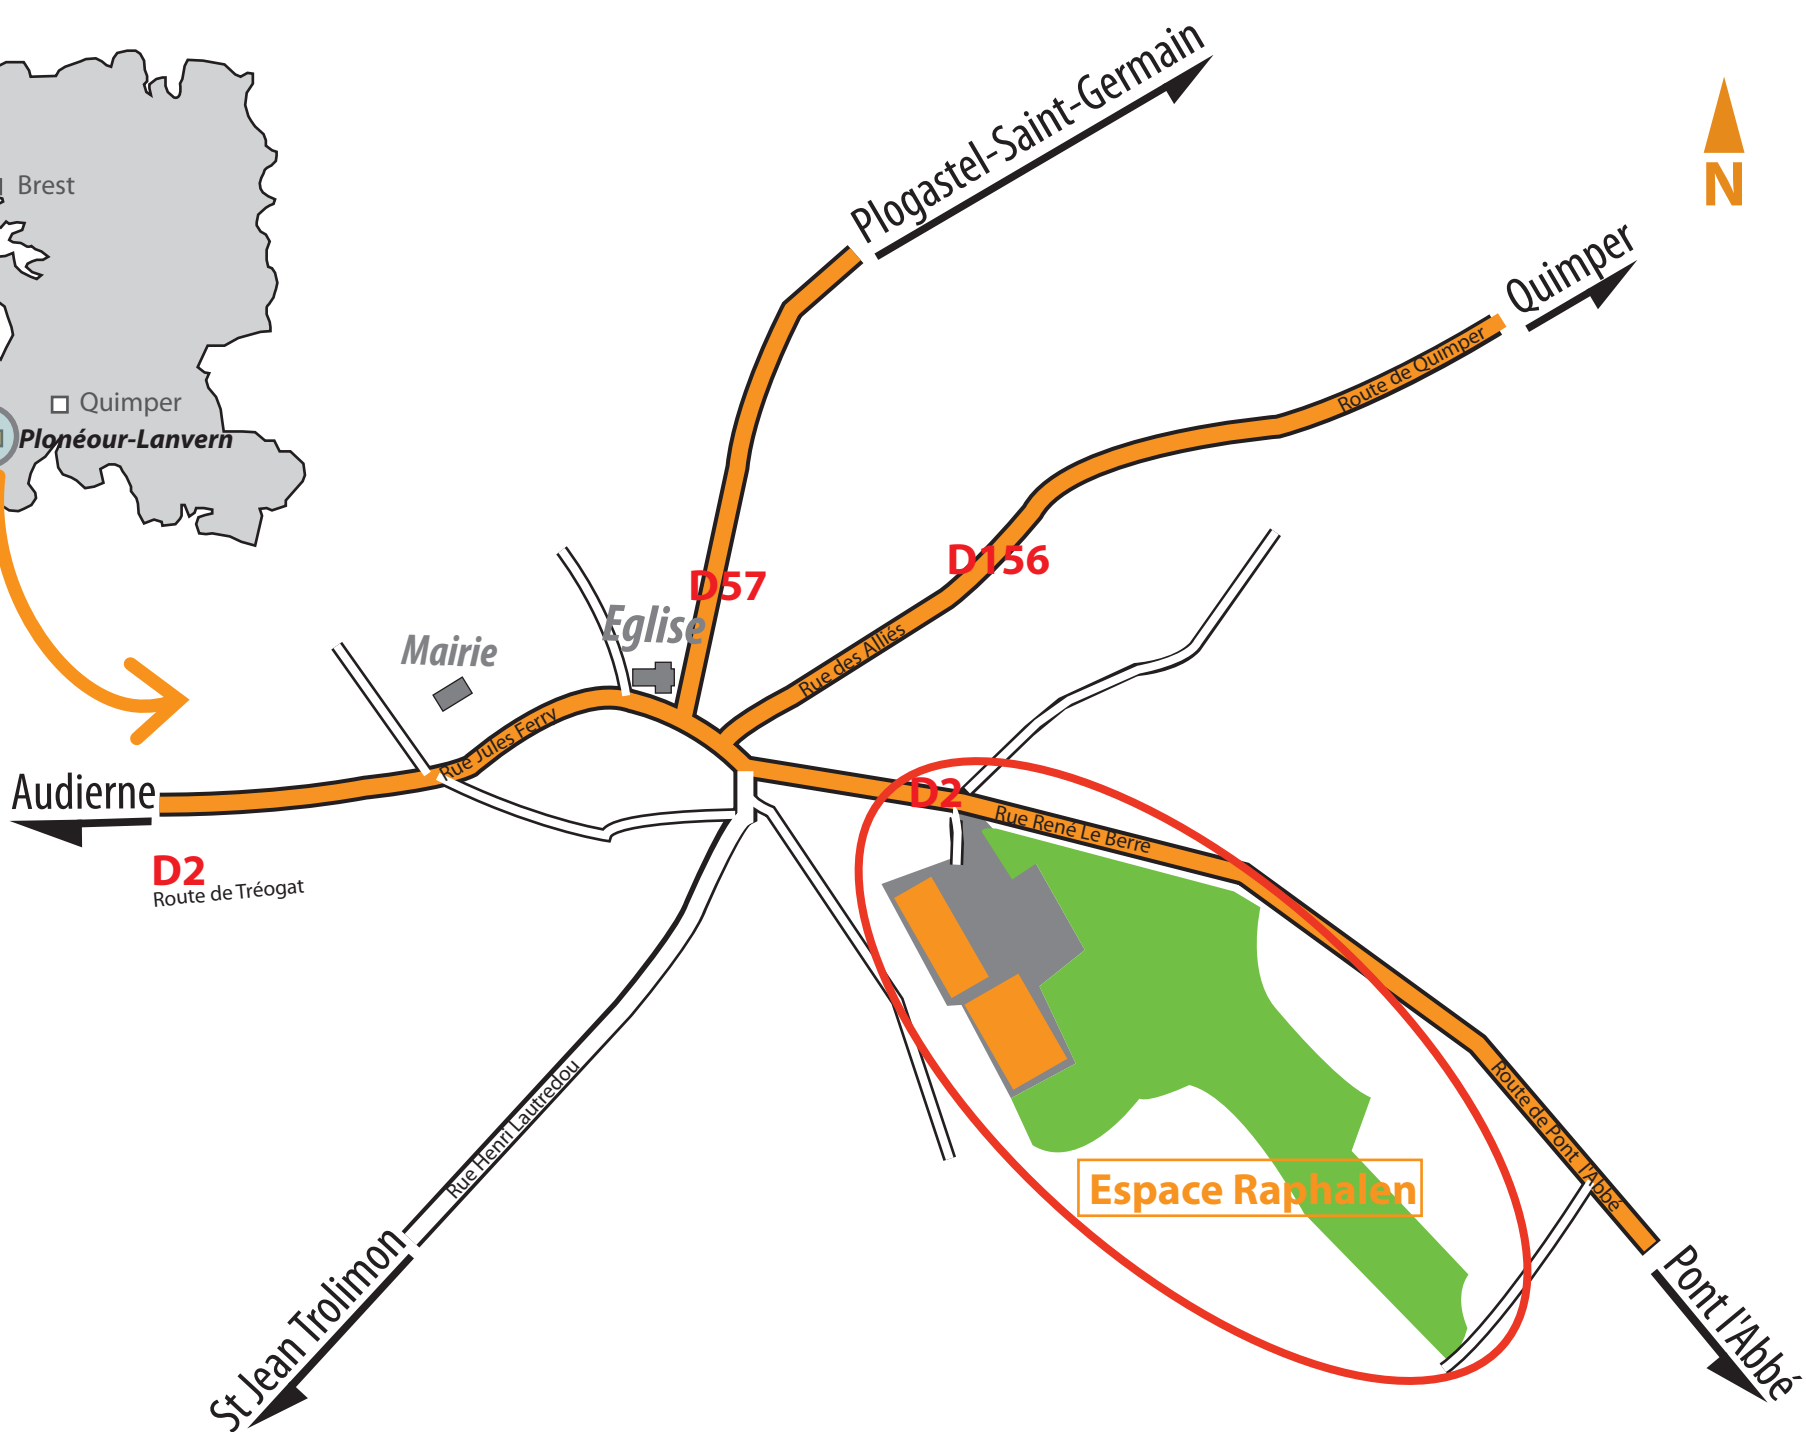 Plogastel-Saint-Germain
N
Brest
Quimper
Route de Quimper
Quimper
Plonéour-Lanvern
D156
D57
Eglise
Mairie
Rue des Alliés
Rue Jules Ferry
Audierne
D2
Rue René Le Berre
D2
Route de Tréogat
Rue Henri Lautredou
Route de Pont l'Abbé
Espace Raphalen
St Jean Trolimon
Pont l'Abbé